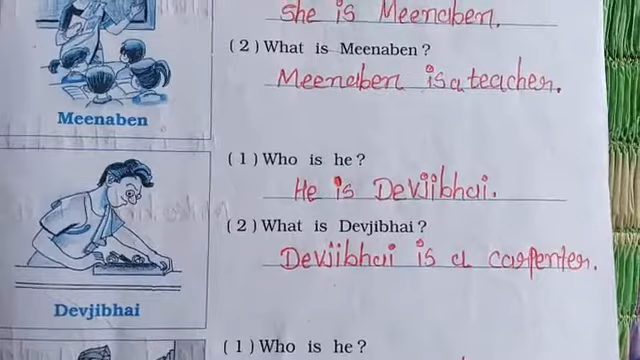 She is Meenaben.
(2) What is Meenaben?
Meenaben is a teacher.
Meenaben
(1) Who is he?
He is Devjibhai.
(2) What is Devjibhai?
Devjibhai is a carpenter.
Devjibhai
(1) Who is he?